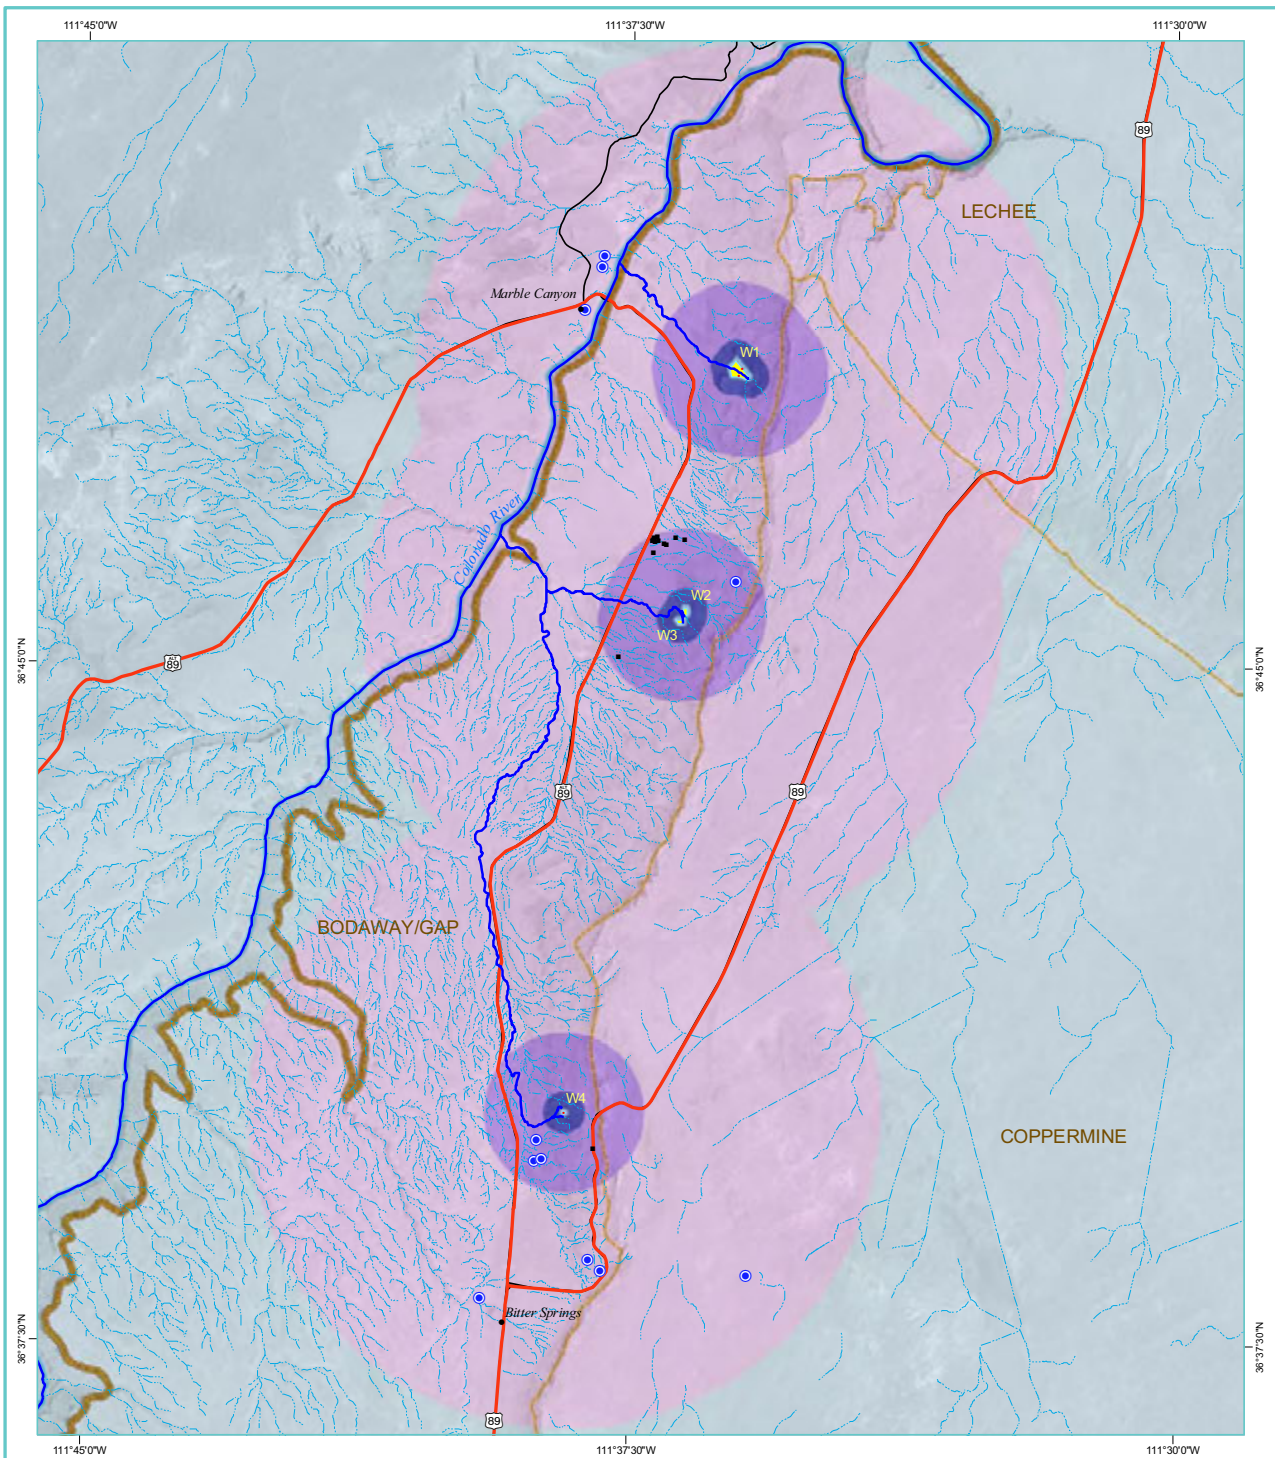 111°45'0"W
111°37'30"W
111°30'0"W
89
LECHEE
Marble Canyon
W1
Colorado River
W2
W3
36°45'0"N
36°45'0"N
89
89
89
BODAWAY/GAP
W4
COPPERMINE
Bitter Springs
36°37'30"N
36°37'30"N
89
111°45'0"W
111°37'30"W
111°30'0"W